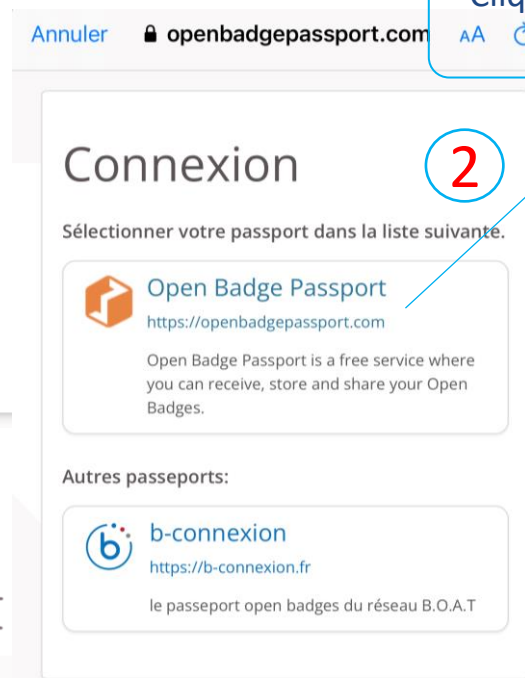 Cliq
Annuler openbadgepassport.com AA
Connexion
2
Sélectionner votre passport dans la liste suivante.
Open Badge Passport
https://openbadgepassport.com
Open Badge Passport is a free service where
you can receive, store and share your Open
Badges.
Autres passeports:
b-connexion
https://b-connexion.fr
le passeport open badges du réseau B.O.A.T